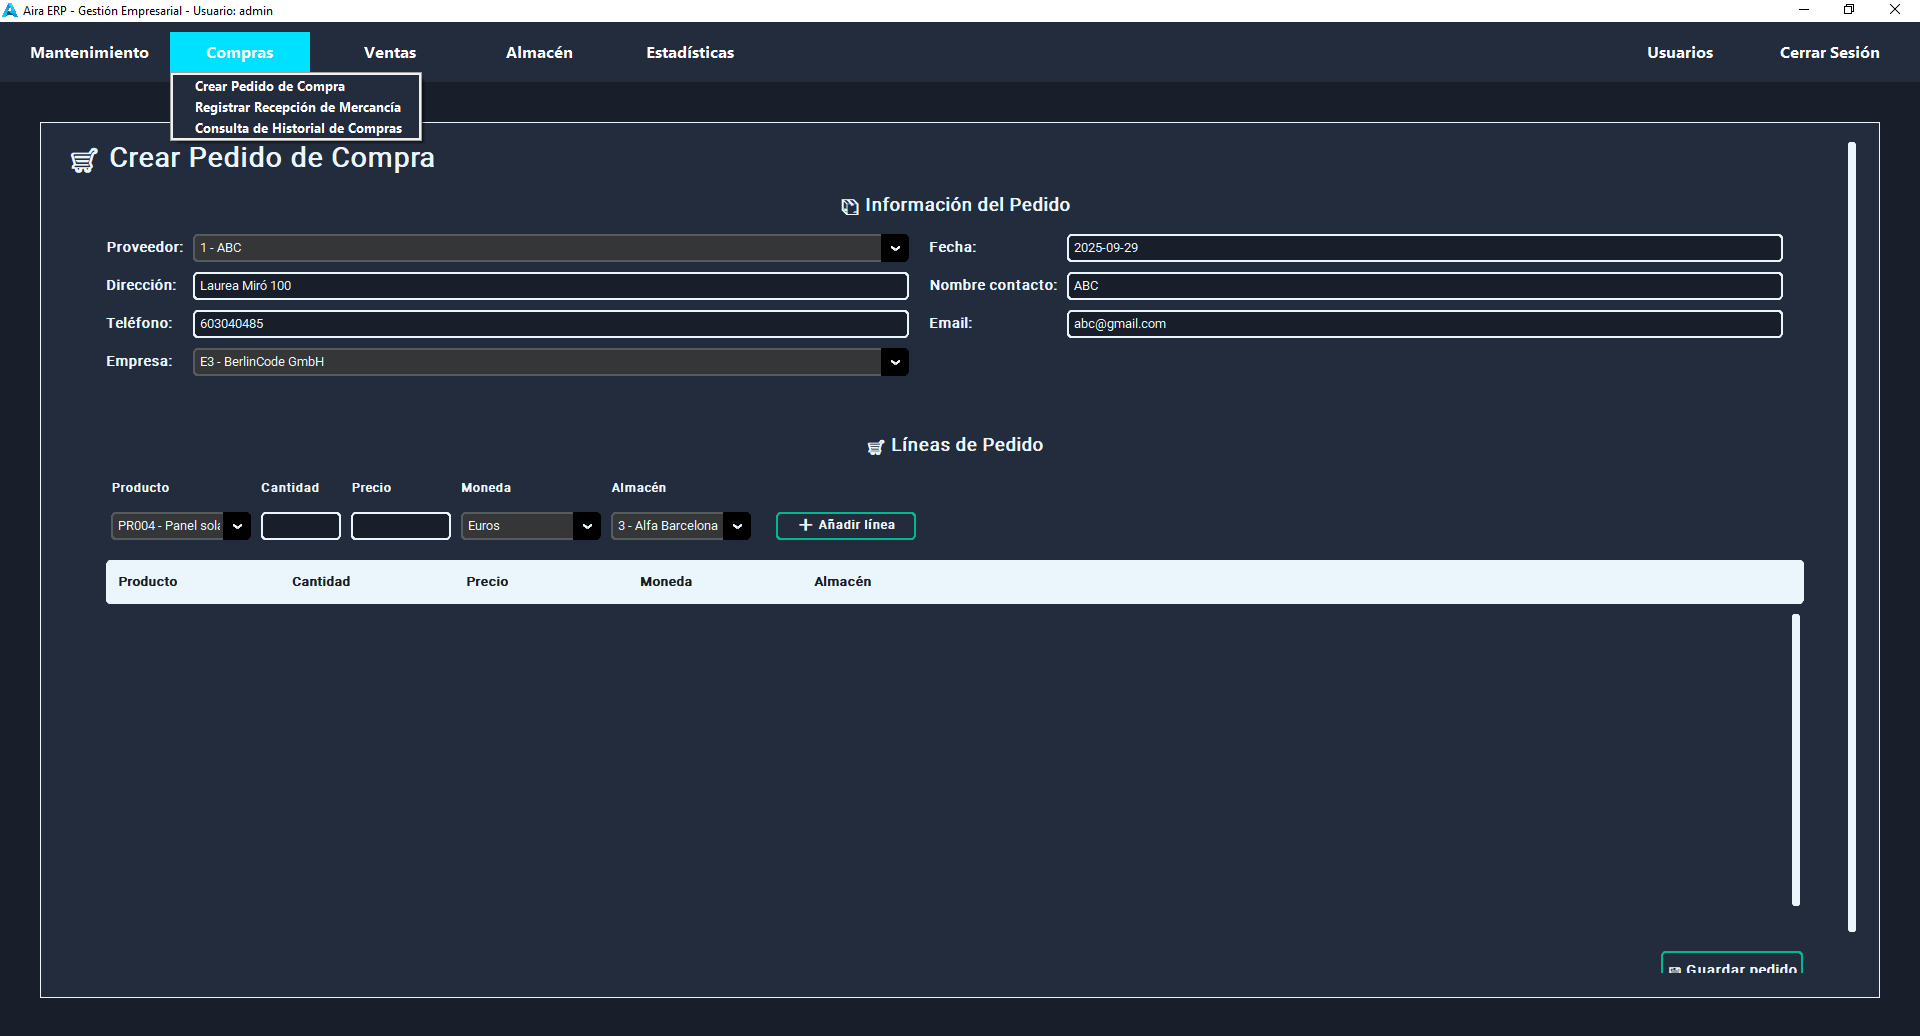 Aira ERP - Gestión Empresarial - Usuario: admin
Mantenimiento Compras Ventas Almacén Estadísticas Usuarios Cerrar Sesión
Crear Pedido de Compra
Registrar Recepción de Mercancía
Consulta de Historial de Compras
Crear Pedido de Compra
Información del Pedido
Proveedor: 1 - ABC Fecha: 2025-09-29
Dirección: Laurea Miró 100 Nombre contacto: ABC
Teléfono: 603040485 Email: abc@gmail.com
Empresa: E3 - BerlinCode GmbH
Líneas de Pedido
Producto Cantidad Precio Moneda Almacén
PR004 - Panel sola Euros 3 - Alfa Barcelona + Añadir línea
Producto Cantidad Precio Moneda Almacén
Guardar pedido